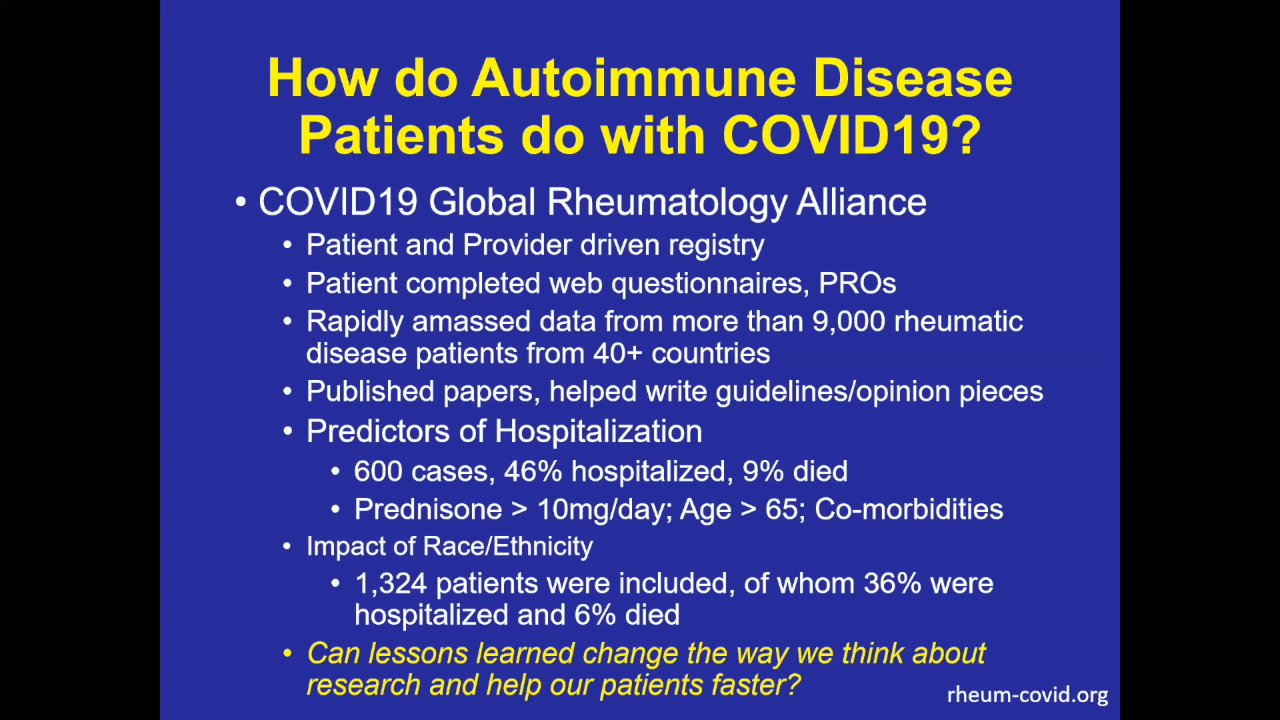 How do Autoimmune Disease
Patients do with COVID19?
• COVID19 Global Rheumatology Alliance
• Patient and Provider driven registry
• Patient completed web questionnaires, PROs
• Rapidly amassed data from more than 9,000 rheumatic
disease patients from 40+ countries
• Published papers, helped write guidelines/opinion pieces
• Predictors of Hospitalization
• 600 cases, 46% hospitalized, 9% died
• Prednisone > 10mg/day; Age > 65; Co-morbidities
• Impact of Race/Ethnicity
• 1,324 patients were included, of whom 36% were
hospitalized and 6% died
• Can lessons learned change the way we think about
research and help our patients faster?
rheum-covid.org